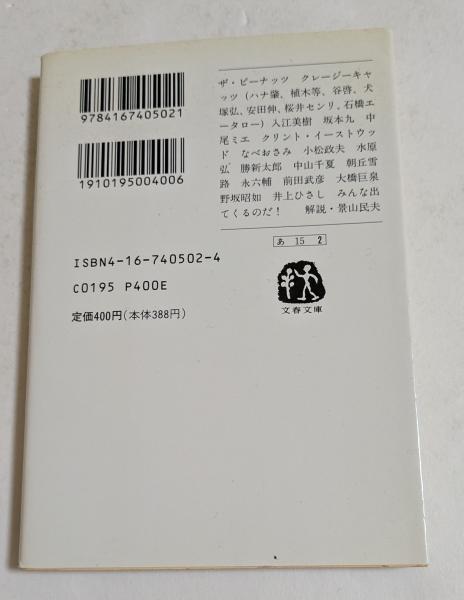 9784167405021
1910195004006
ISBN4-16-740502-4
C0195 P400E
定価400円(本体388円)
ザ・ピーナッツ クレージーキャ
ッツ(ハナ肇、植木等、谷啓、犬
塚弘、安田伸、桜井センリ、石橋エ
ータロー)入江美樹 坂本九 中
尾ミエ クリント・イーストウッ
ド なべおさみ 小松政夫 水原
弘 勝新太郎 中山千夏 朝丘雪
路 永六輔 前田武彦 大橋巨泉
野坂昭如 井上ひさし みんな出
てくるのだ! 解説・景山民夫
あ 15 2
文春文庫